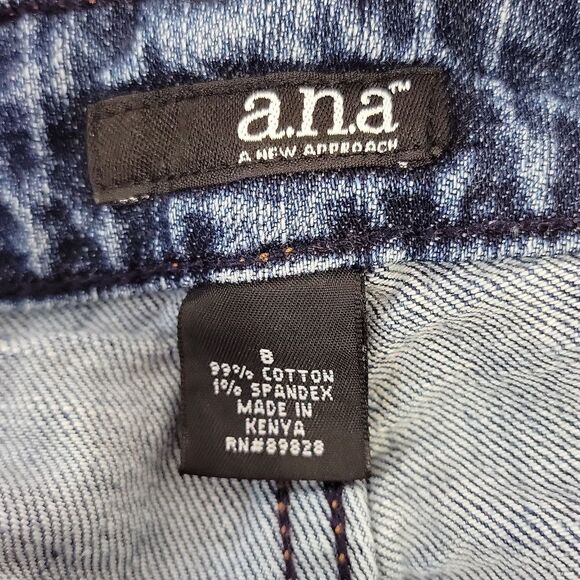 a.n.a™
A NEW APPROACH
8
99% COTTON
1% SPANDEX
MADE IN
KENYA
RN#89828